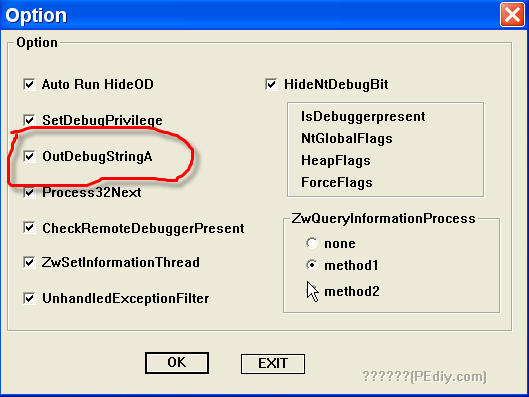 Option
Option
Auto Run HideOD
HideNtDebugBit
SetDebugPrivilege
IsDebuggerpresent
NtGlobalFlags
OutDebugStringA
HeapFlags
ForceFlags
Process32Next
ZwQueryInformationProcess
CheckRemoteDebuggerPresent
none
ZwSetInformationThread
method1
UnhandledExceptionFilter
method2
OK
EXIT
??????(PEdiy.com)